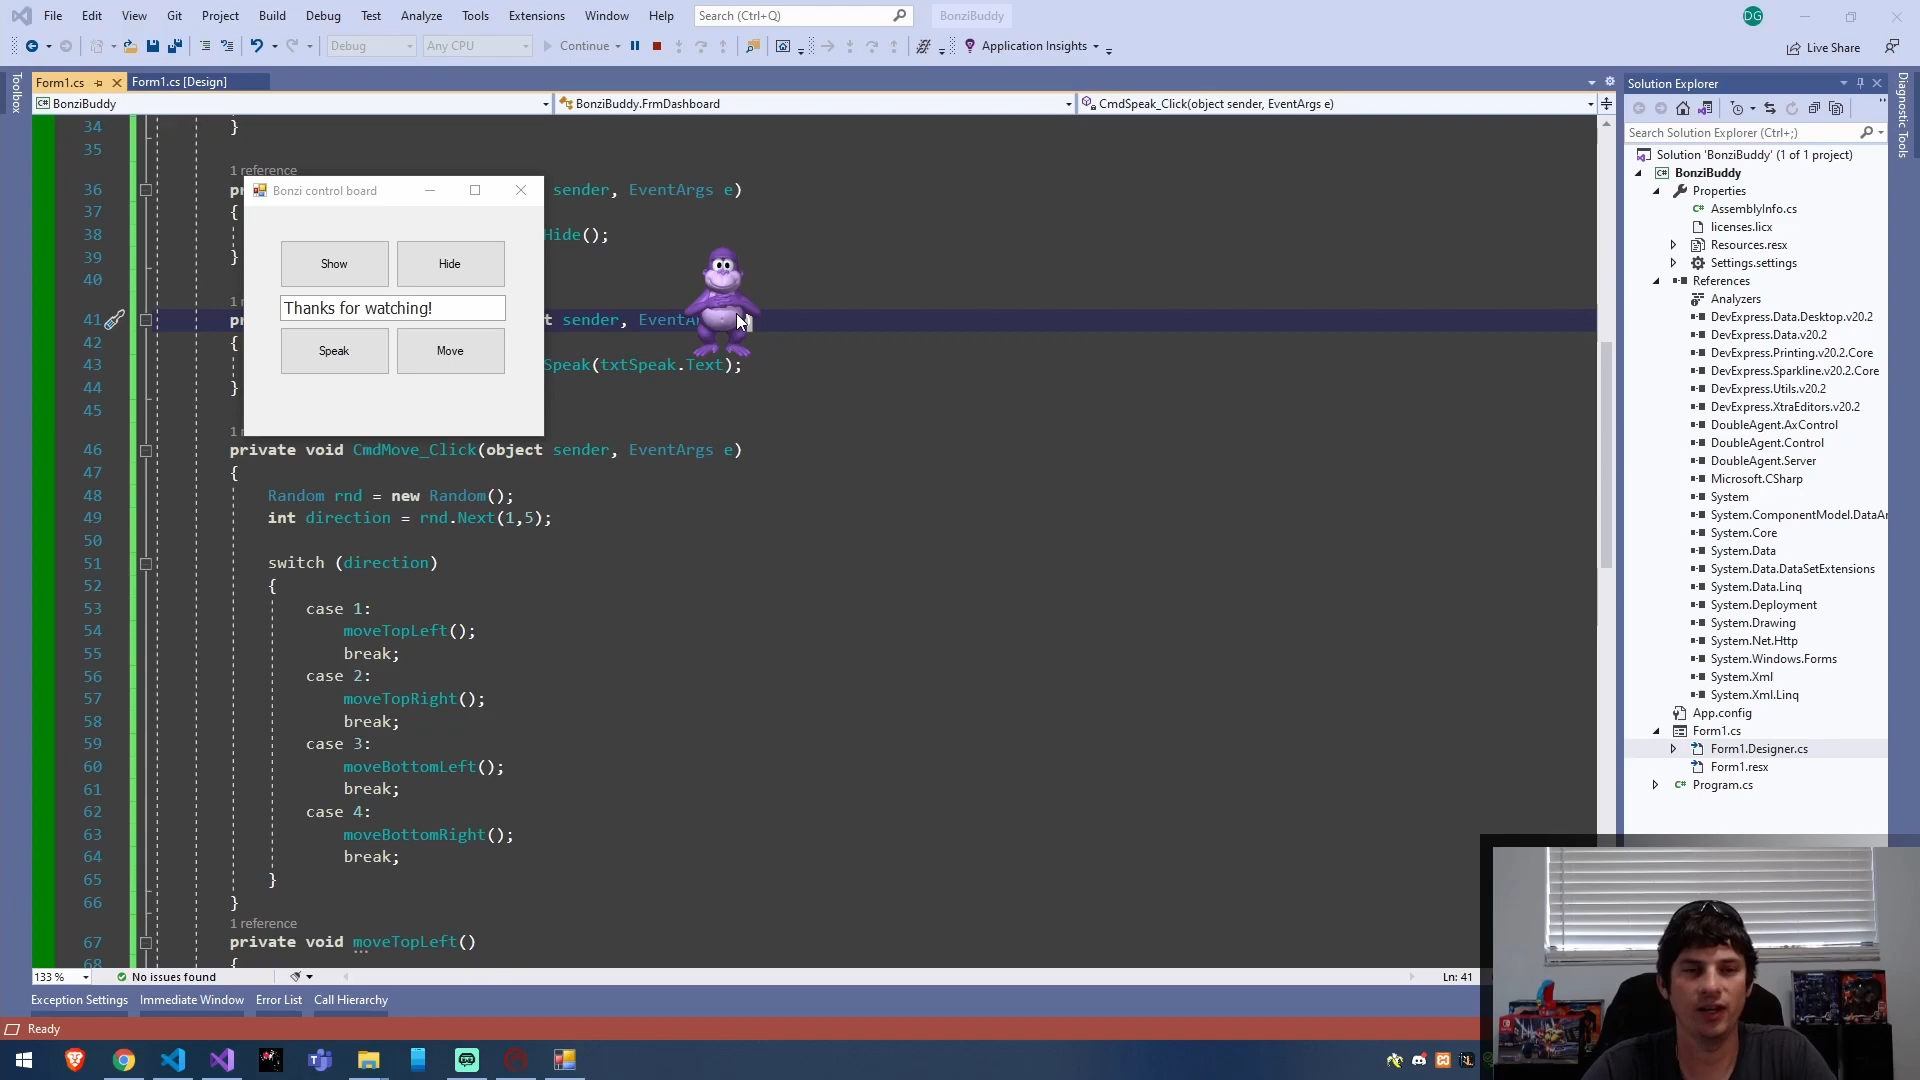 File Edit View Git Project Build Debug Test Analyze Tools Extensions Window Help Search (Ctrl+Q) BonziBuddy DG
Debug Any CPU Continue Application Insights Live Share
Toolbox
Form1.cs Form1.cs [Design]
BonziBuddy BonziBuddy.FrmDashboard CmdSpeak_Click(object sender, EventArgs e)
34 }
35
1 reference
36 pr sender, EventArgs e)
37 {
38 Hide();
39 }
40
1
41 pr t sender, EventA
42 {
43 Speak(txtSpeak.Text);
44 }
45
1
46 private void CmdMove_Click(object sender, EventArgs e)
47 {
48 Random rnd = new Random();
49 int direction = rnd.Next(1,5);
50
51 switch (direction)
52 {
53 case 1:
54 moveTopLeft();
55 break;
56 case 2:
57 moveTopRight();
58 break;
59 case 3:
60 moveBottomLeft();
61 break;
62 case 4:
63 moveBottomRight();
64 break;
65 }
66 }
1 reference
67 private void moveTopLeft()
68 {
Bonzi control board
Show Hide
Thanks for watching!
Speak Move
133 % No issues found Ln: 41
Exception Settings Immediate Window Error List Call Hierarchy
Ready
Solution Explorer
Search Solution Explorer (Ctrl+;)
Solution 'BonziBuddy' (1 of 1 project)
BonziBuddy
Properties
AssemblyInfo.cs
licenses.licx
Resources.resx
Settings.settings
References
Analyzers
DevExpress.Data.Desktop.v20.2
DevExpress.Data.v20.2
DevExpress.Printing.v20.2.Core
DevExpress.Sparkline.v20.2.Core
DevExpress.Utils.v20.2
DevExpress.XtraEditors.v20.2
DoubleAgent.AxControl
DoubleAgent.Control
DoubleAgent.Server
Microsoft.CSharp
System
System.ComponentModel.DataAn
System.Core
System.Data
System.Data.DataSetExtensions
System.Data.Linq
System.Deployment
System.Drawing
System.Net.Http
System.Windows.Forms
System.Xml
System.Xml.Linq
App.config
Form1.cs
Form1.Designer.cs
Form1.resx
Program.cs
Diagnostic Tools